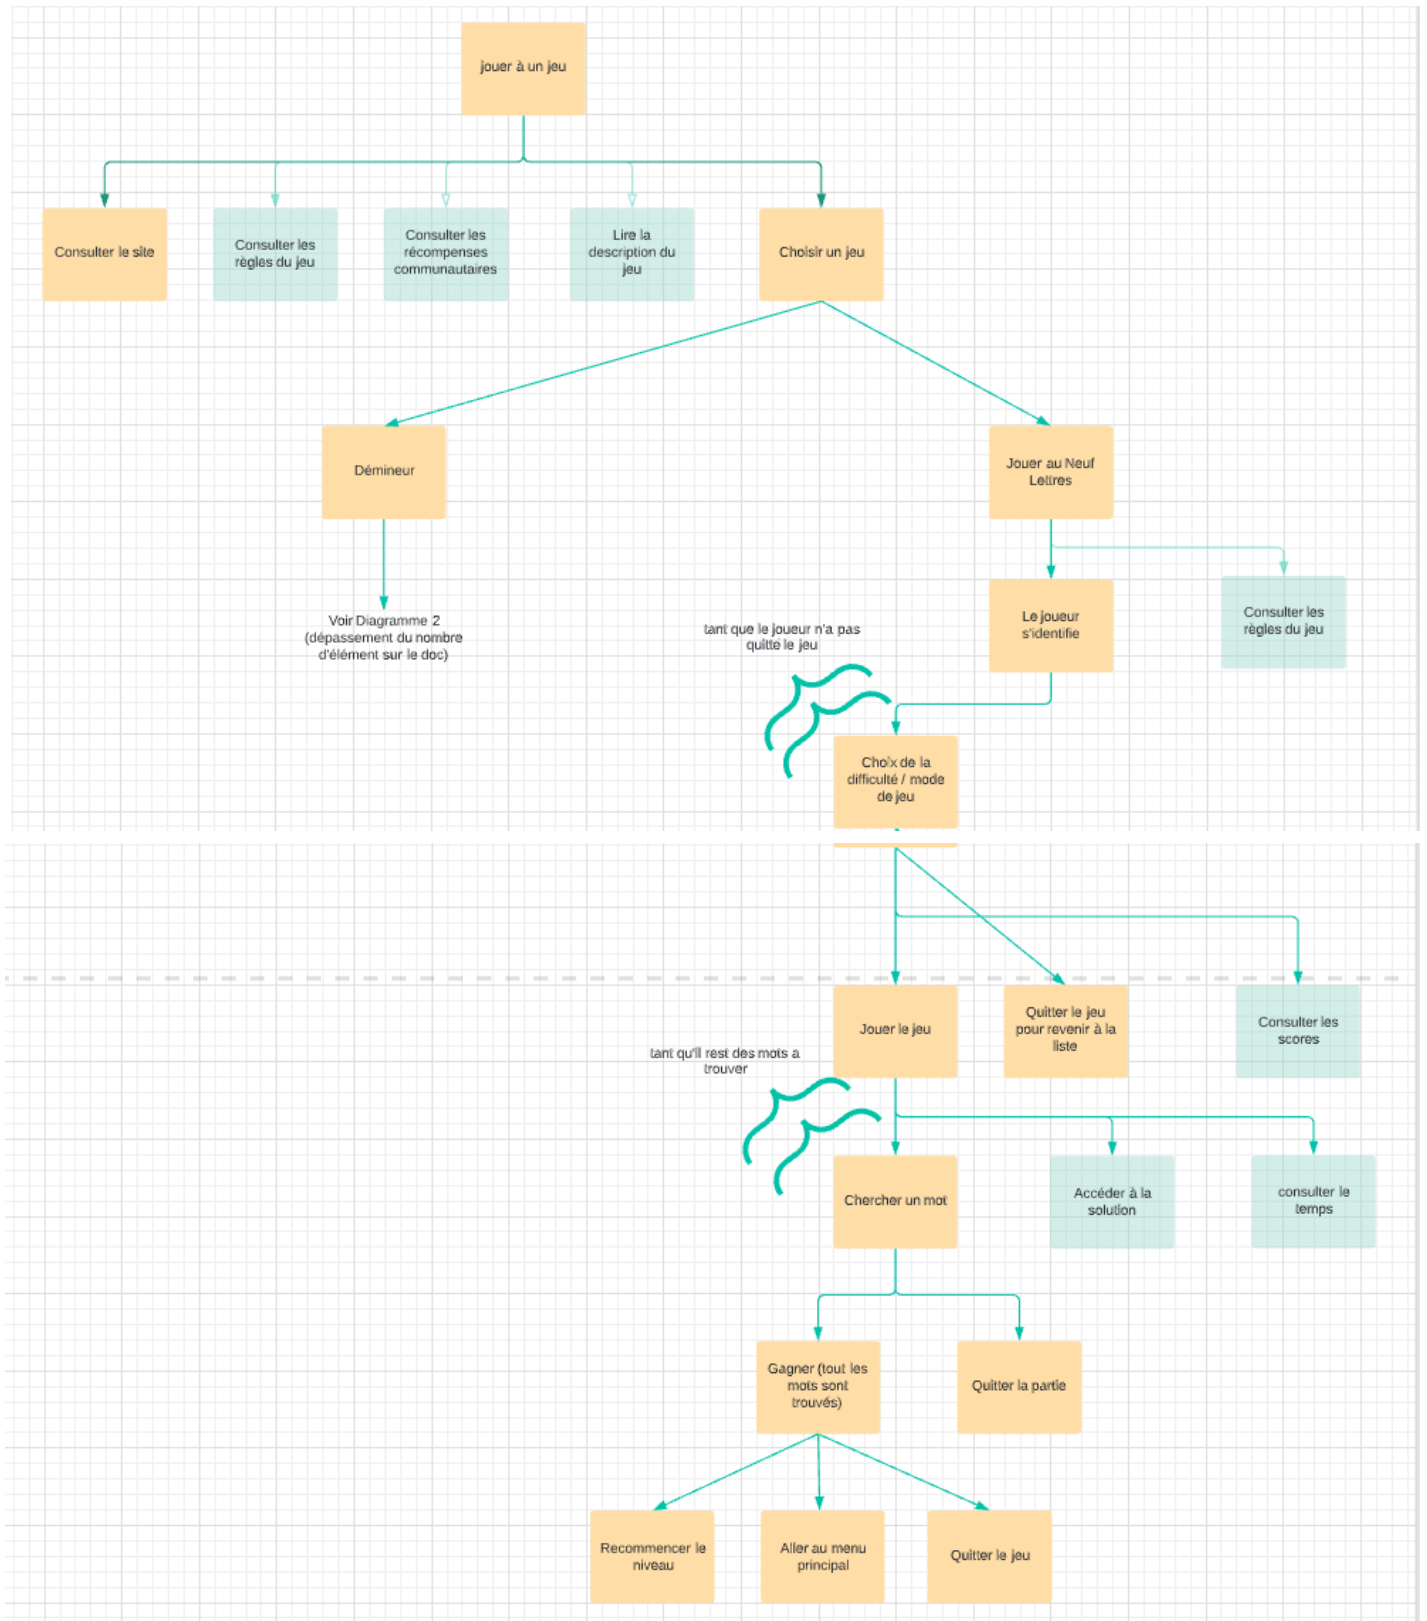 jouer à un jeu
Consulter le site
Consulter les
règles du jeu
Consulter les
récompenses
communautaires
Lire la
description du
jeu
Choisir un jeu
Démineur
Jouer au Neuf
Lettres
Voir Diagramme 2
(dépassement du nombre
d'élément sur le doc)
tant que le joueur n'a pas
quitte le jeu
Le joueur
s'identifie
Consulter les
règles du jeu
Choix de la
difficulté / mode
de jeu
Jouer le jeu
Quitter le jeu
pour revenir à la
liste
Consulter les
scores
tant qu'il rest des mots a
trouver
Chercher un mot
Accéder à la
solution
consulter le
temps
Gagner (tout les
mots sont
trouvés)
Quitter la partie
Recommencer le
niveau
Aller au menu
principal
Quitter le jeu